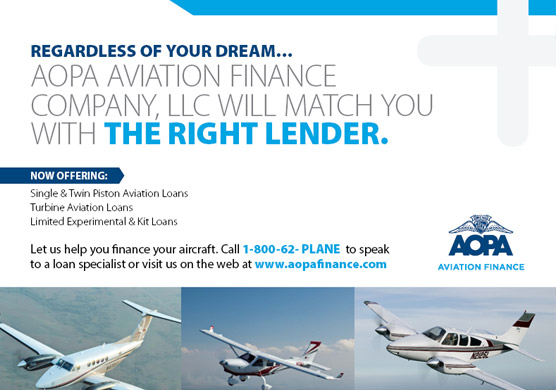 REGARDLESS OF YOUR DREAM...
AOPA AVIATION FINANCE
COMPANY, LLC WILL MATCH YOU
WITH THE RIGHT LENDER.
NOW OFFERING:
Single & Twin Piston Aviation Loans
Turbine Aviation Loans
Limited Experimental & Kit Loans
Let us help you finance your aircraft. Call 1-800-62- PLANE to speak
to a loan specialist or visit us on the web at www.aopafinance.com
AOPA
AVIATION FINANCE